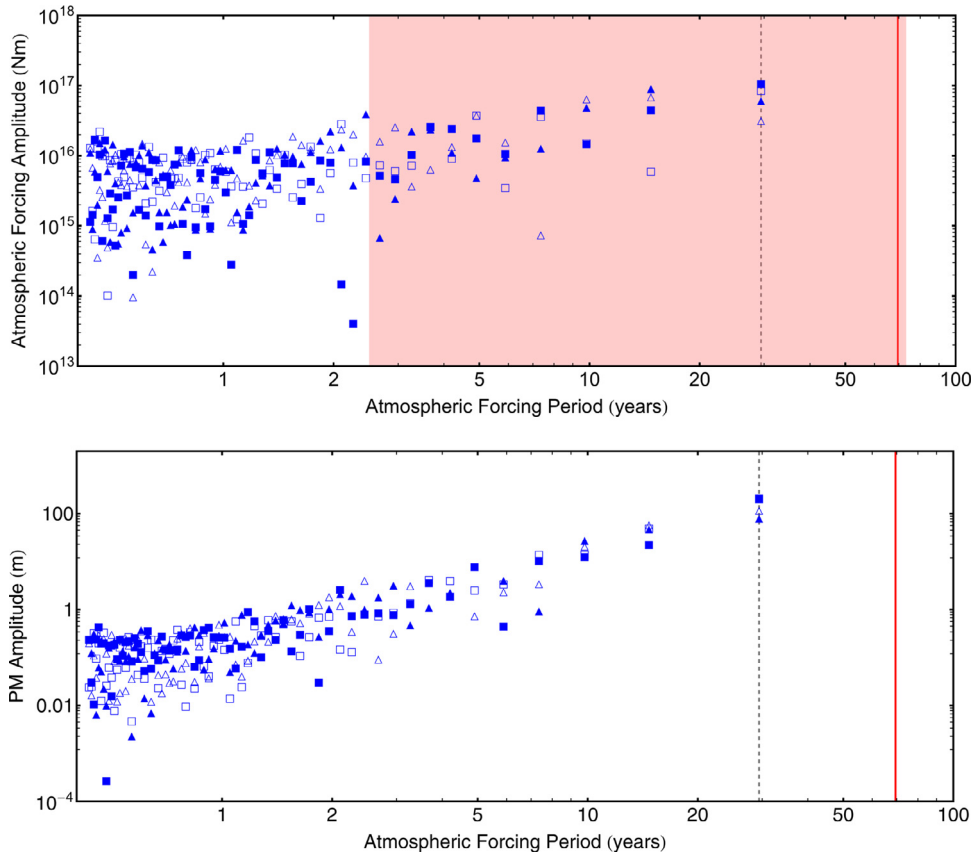 10^18
10^17
10^16
10^15
10^14
10^13
Atmospheric Forcing Amplitude (Nm)
1 2 5 10 20 50 100
Atmospheric Forcing Period (years)
100
1
0.01
10^-4
PM Amplitude (m)
1 2 5 10 20 50 100
Atmospheric Forcing Period (years)